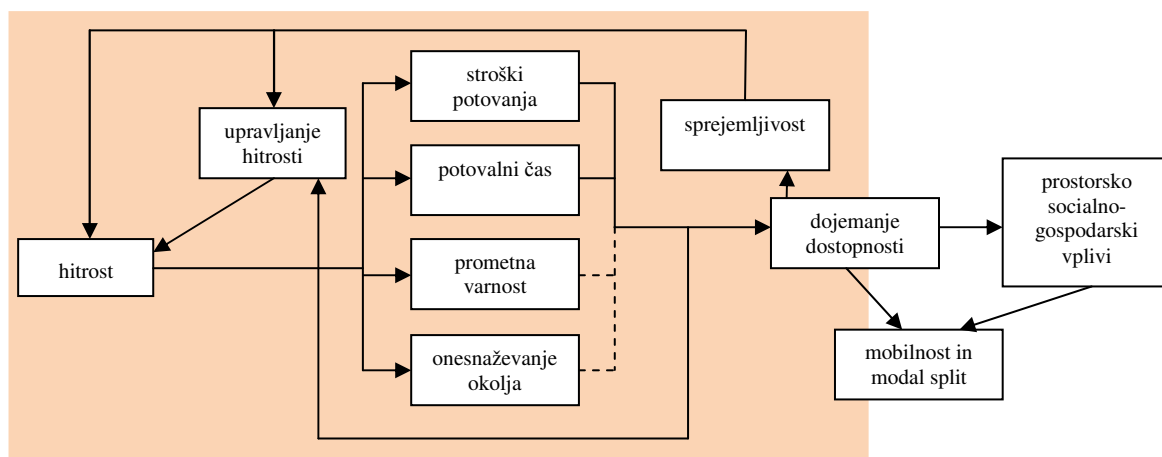 stroški
potovanja
upravljanje
hitrosti
sprejemljivost
potovalni čas
prostorsko
socialno-
gospodarski
vplivi
dojemanje
dostopnosti
hitrost
prometna
varnost
onesnaževanje
okolja
mobilnost in
modal split